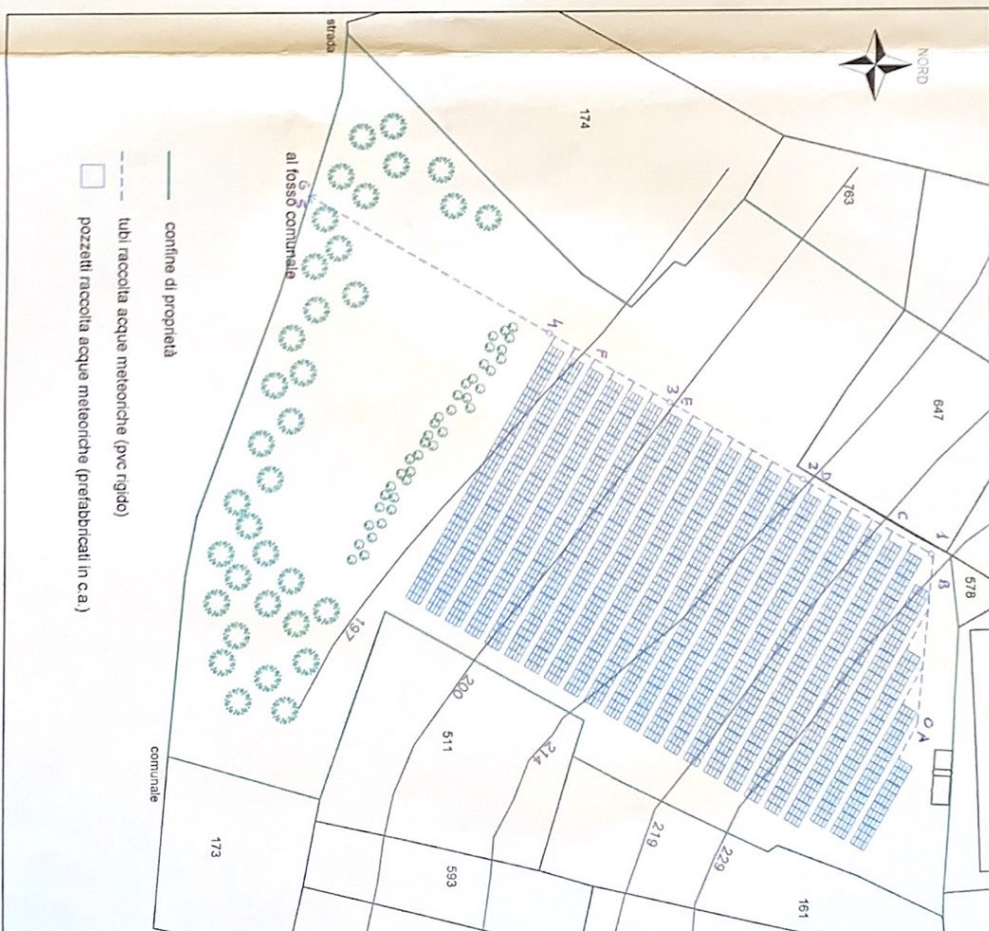 NORD
strada
174
763
647
578
al fosso comunale
6
5
4
F
3
E
2
D
C
1
B
0
A
197
200
214
219
229
511
593
161
173
comunale
confine di proprietà
tubi raccolta acque meteoriche (pvc rigido)
pozzetti raccolta acque meteoriche (prefabbricati in c.a.)